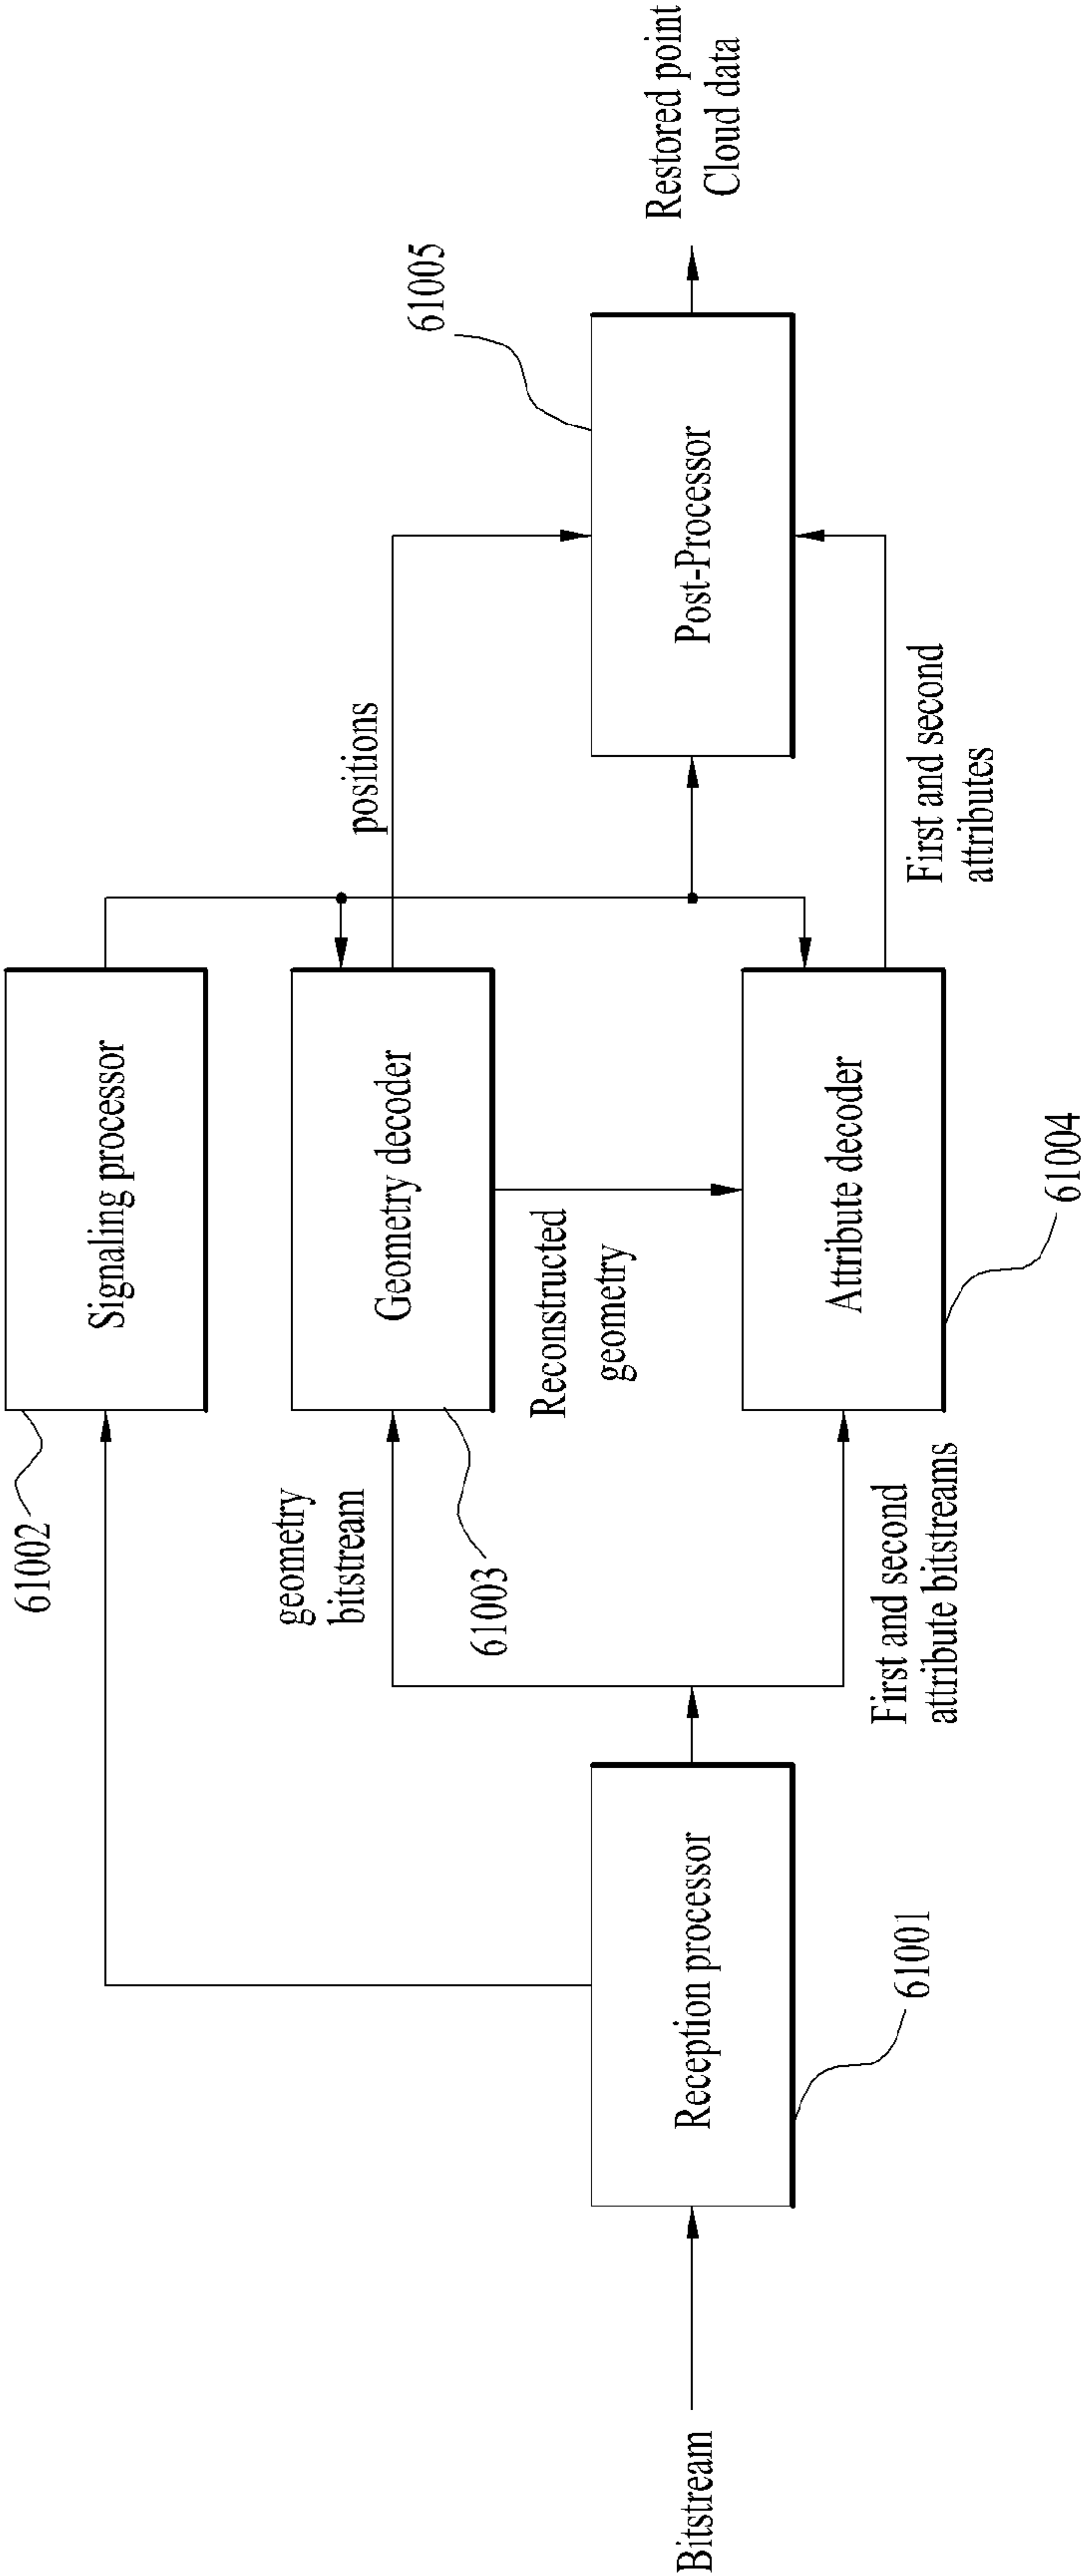 61002
Signaling processor
geometry
bitstream
61003
Geometry decoder
positions
Reconstructed
geometry
61005
Bitstream
Reception processor
61001
Post-Processor
Restored point
Cloud data
First and second
attribute bitstreams
Attribute decoder
61004
First and second
attributes